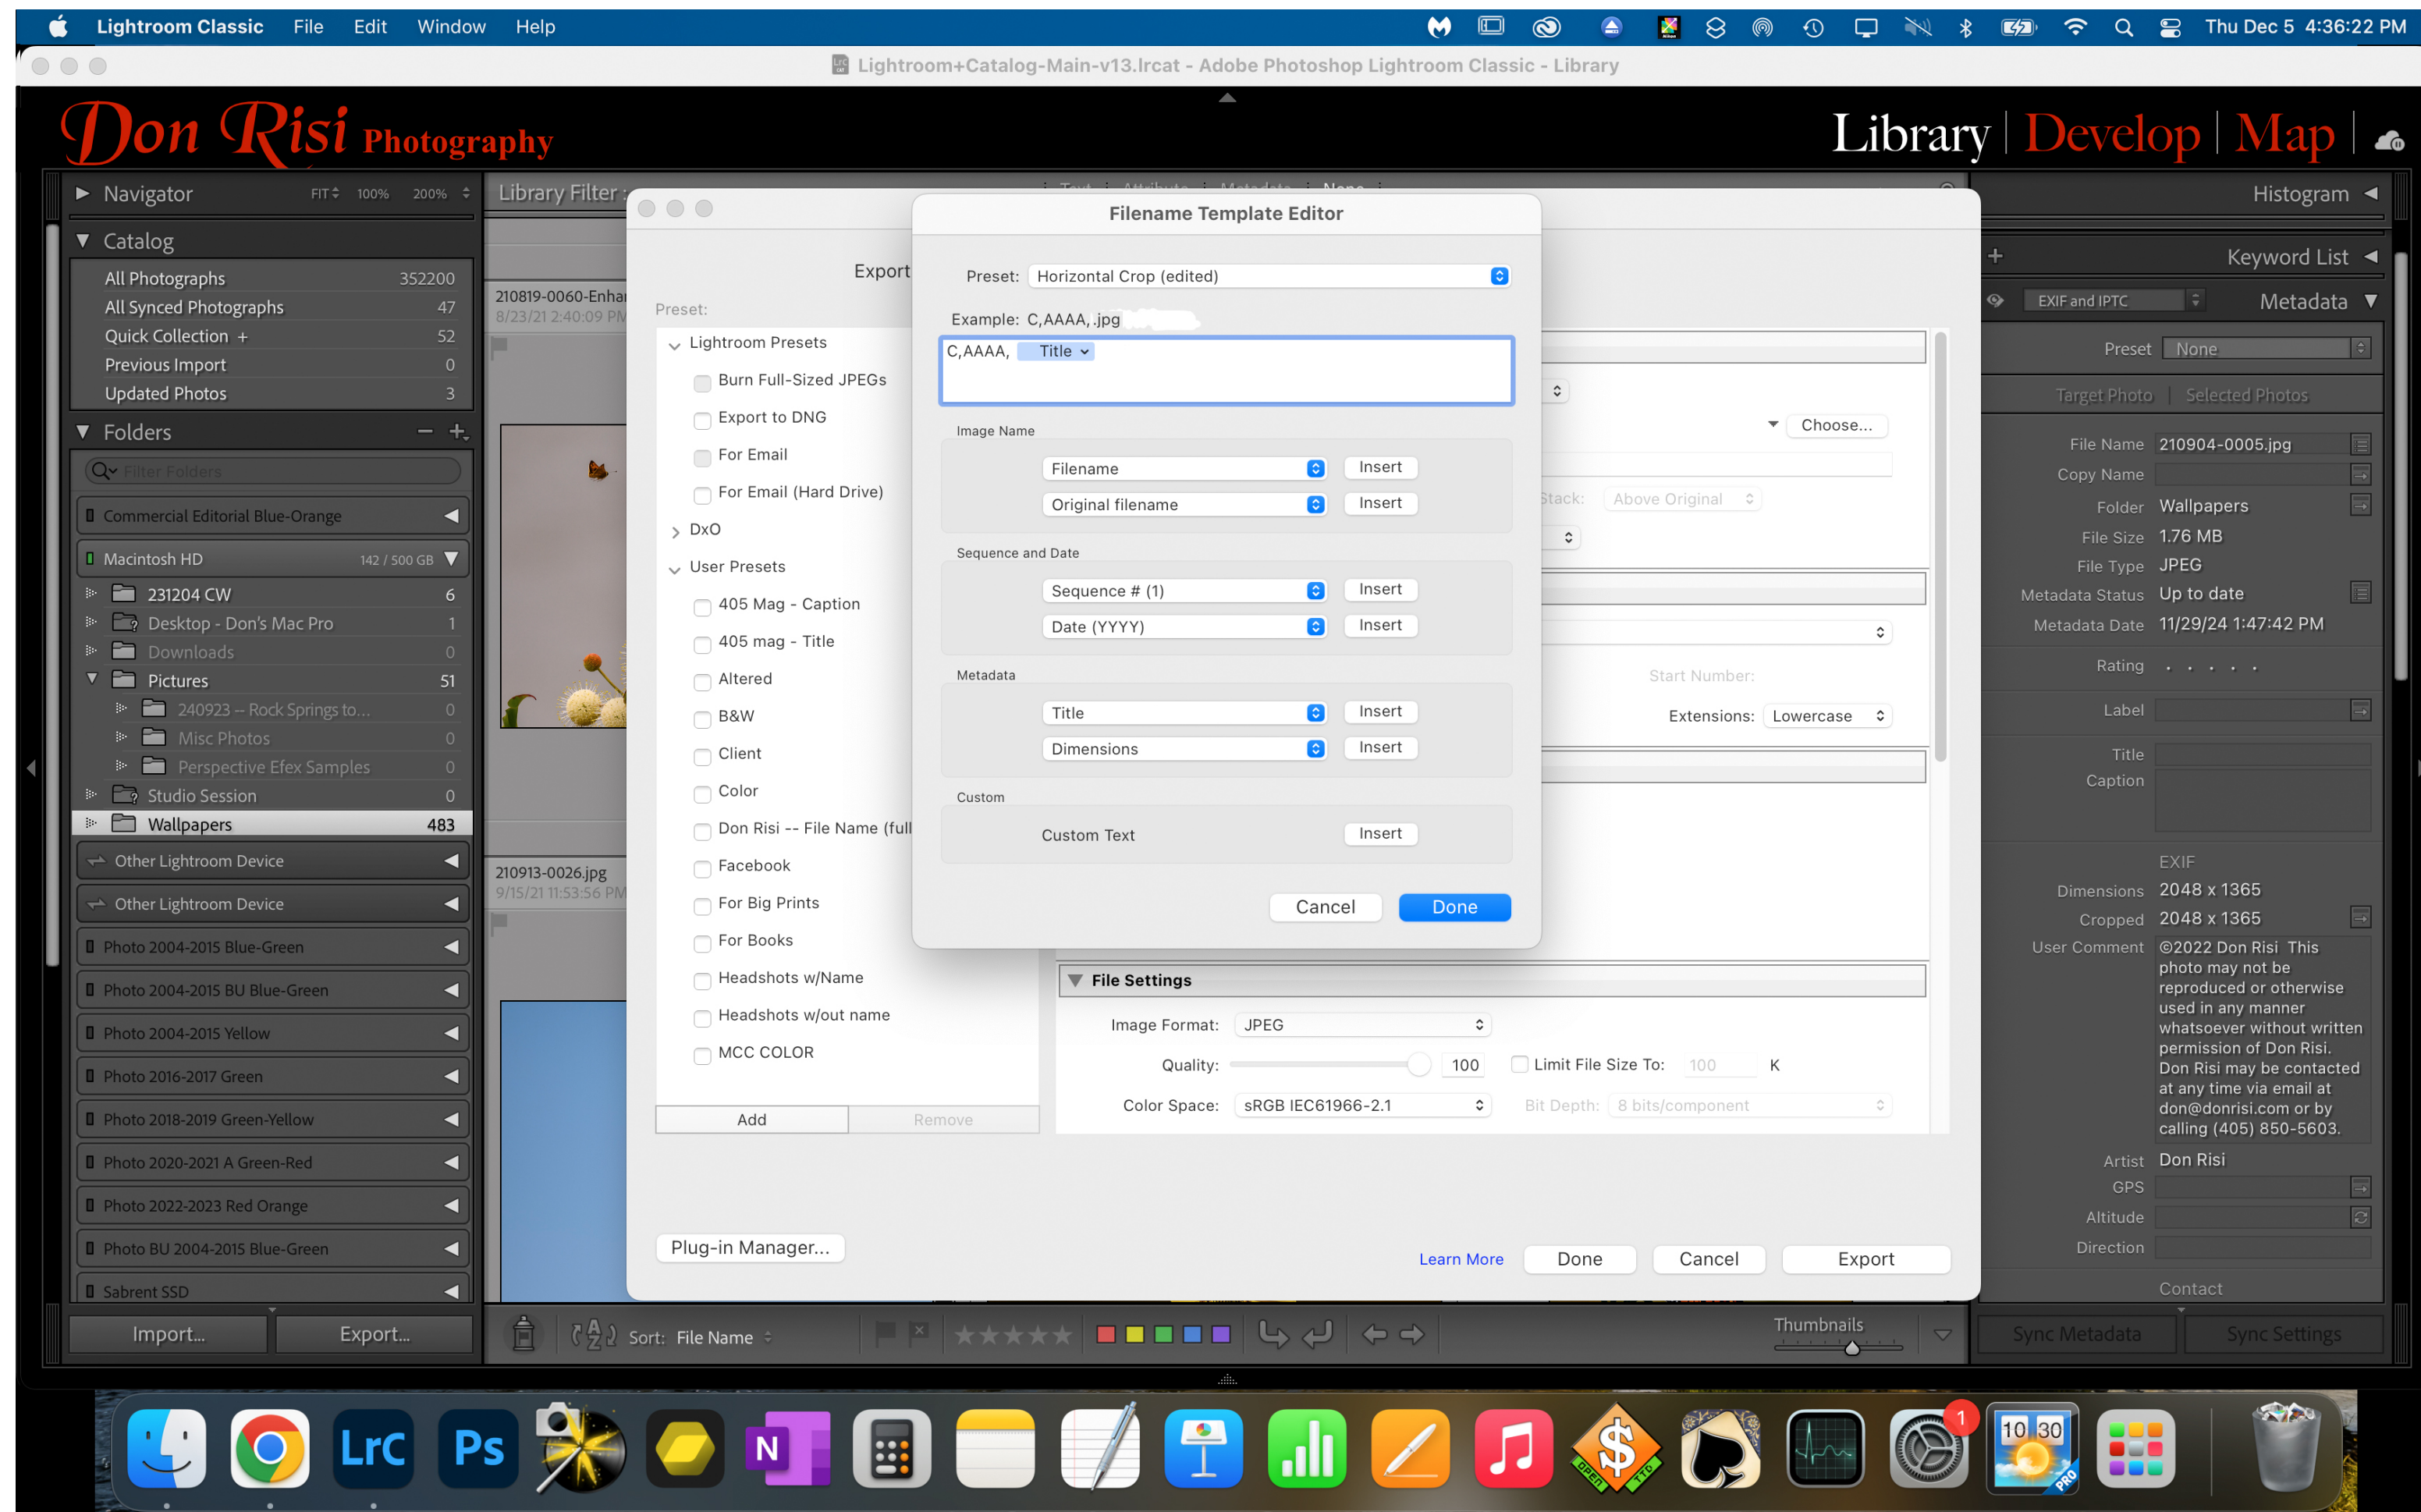 Lightroom Classic File Edit Window Help Thu Dec 5 4:36:22 PM
Lightroom+Catalog-Main-v13.lrcat - Adobe Photoshop Lightroom Classic - Library
Don Risi Photography
Library | Develop | Map
Navigator FIT 100% 200%
Catalog
All Photographs 352200
All Synced Photographs 47
Quick Collection + 52
Previous Import 0
Updated Photos 3
Folders
Filter Folders
Commercial Editorial Blue-Orange
Macintosh HD 142 / 500 GB
231204 CW 6
Desktop - Don's Mac Pro 1
Downloads 0
Pictures 51
240923 -- Rock Springs to... 0
Misc Photos 0
Perspective Efex Samples 0
Studio Session 0
Wallpapers 483
Other Lightroom Device
Other Lightroom Device
Photo 2004-2015 Blue-Green
Photo 2004-2015 BU Blue-Green
Photo 2004-2015 Yellow
Photo 2016-2017 Green
Photo 2018-2019 Green-Yellow
Photo 2020-2021 A Green-Red
Photo 2022-2023 Red Orange
Photo BU 2004-2015 Blue-Green
Sabrent SSD
Import... Export...
Library Filter : Text Attribute Metadata None
210819-0060-Enhan
8/23/21 2:40:09 PM
210913-0026.jpg
9/15/21 11:53:56 PM
Export
Preset:
Lightroom Presets
Burn Full-Sized JPEGs
Export to DNG
For Email
For Email (Hard Drive)
DxO
User Presets
405 Mag - Caption
405 mag - Title
Altered
B&W
Client
Color
Don Risi -- File Name (full
Facebook
For Big Prints
For Books
Headshots w/Name
Headshots w/out name
MCC COLOR
Add Remove
Plug-in Manager...
Filename Template Editor
Preset: Horizontal Crop (edited)
Example: C,AAAA,.jpg
C,AAAA, Title
Image Name
Filename Insert
Original filename Insert
Sequence and Date
Sequence # (1) Insert
Date (YYYY) Insert
Metadata
Title Insert
Dimensions Insert
Custom
Custom Text Insert
Cancel Done
Choose...
Stack: Above Original
Start Number:
Extensions: Lowercase
File Settings
Image Format: JPEG
Quality: 100 Limit File Size To: 100 K
Color Space: sRGB IEC61966-2.1 Bit Depth: 8 bits/component
Learn More Done Cancel Export
Sort: File Name
Thumbnails
Histogram
Keyword List
EXIF and IPTC Metadata
Preset None
Target Photo | Selected Photos
File Name 210904-0005.jpg
Copy Name
Folder Wallpapers
File Size 1.76 MB
File Type JPEG
Metadata Status Up to date
Metadata Date 11/29/24 1:47:42 PM
Rating . . . . .
Label
Title
Caption
EXIF
Dimensions 2048 x 1365
Cropped 2048 x 1365
User Comment ©2022 Don Risi This
photo may not be
reproduced or otherwise
used in any manner
whatsoever without written
permission of Don Risi.
Don Risi may be contacted
at any time via email at
don@donrisi.com or by
calling (405) 850-5603.
Artist Don Risi
GPS
Altitude
Direction
Contact
Sync Metadata Sync Settings
LrC Ps N OPEN OTTO 1 10 30 PRO